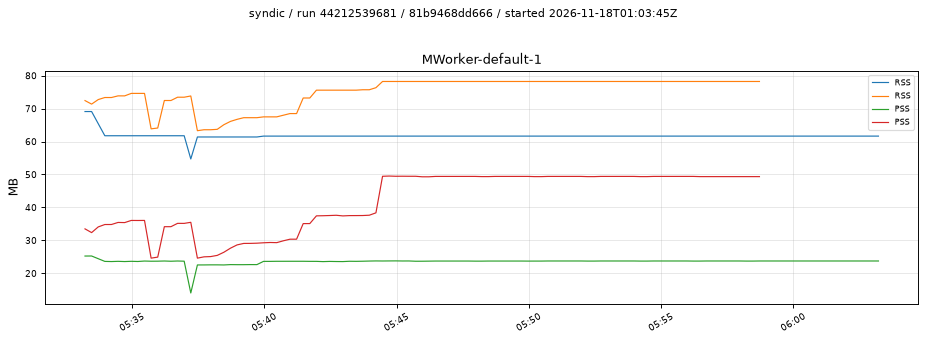 syndic / run 44212539681 / 81b9468dd666 / started 2026-11-18T01:03:45Z
MWorker-default-1
80
70
60
50
40
30
20
MB
RSS
RSS
PSS
PSS
05:35
05:40
05:45
05:50
05:55
06:00